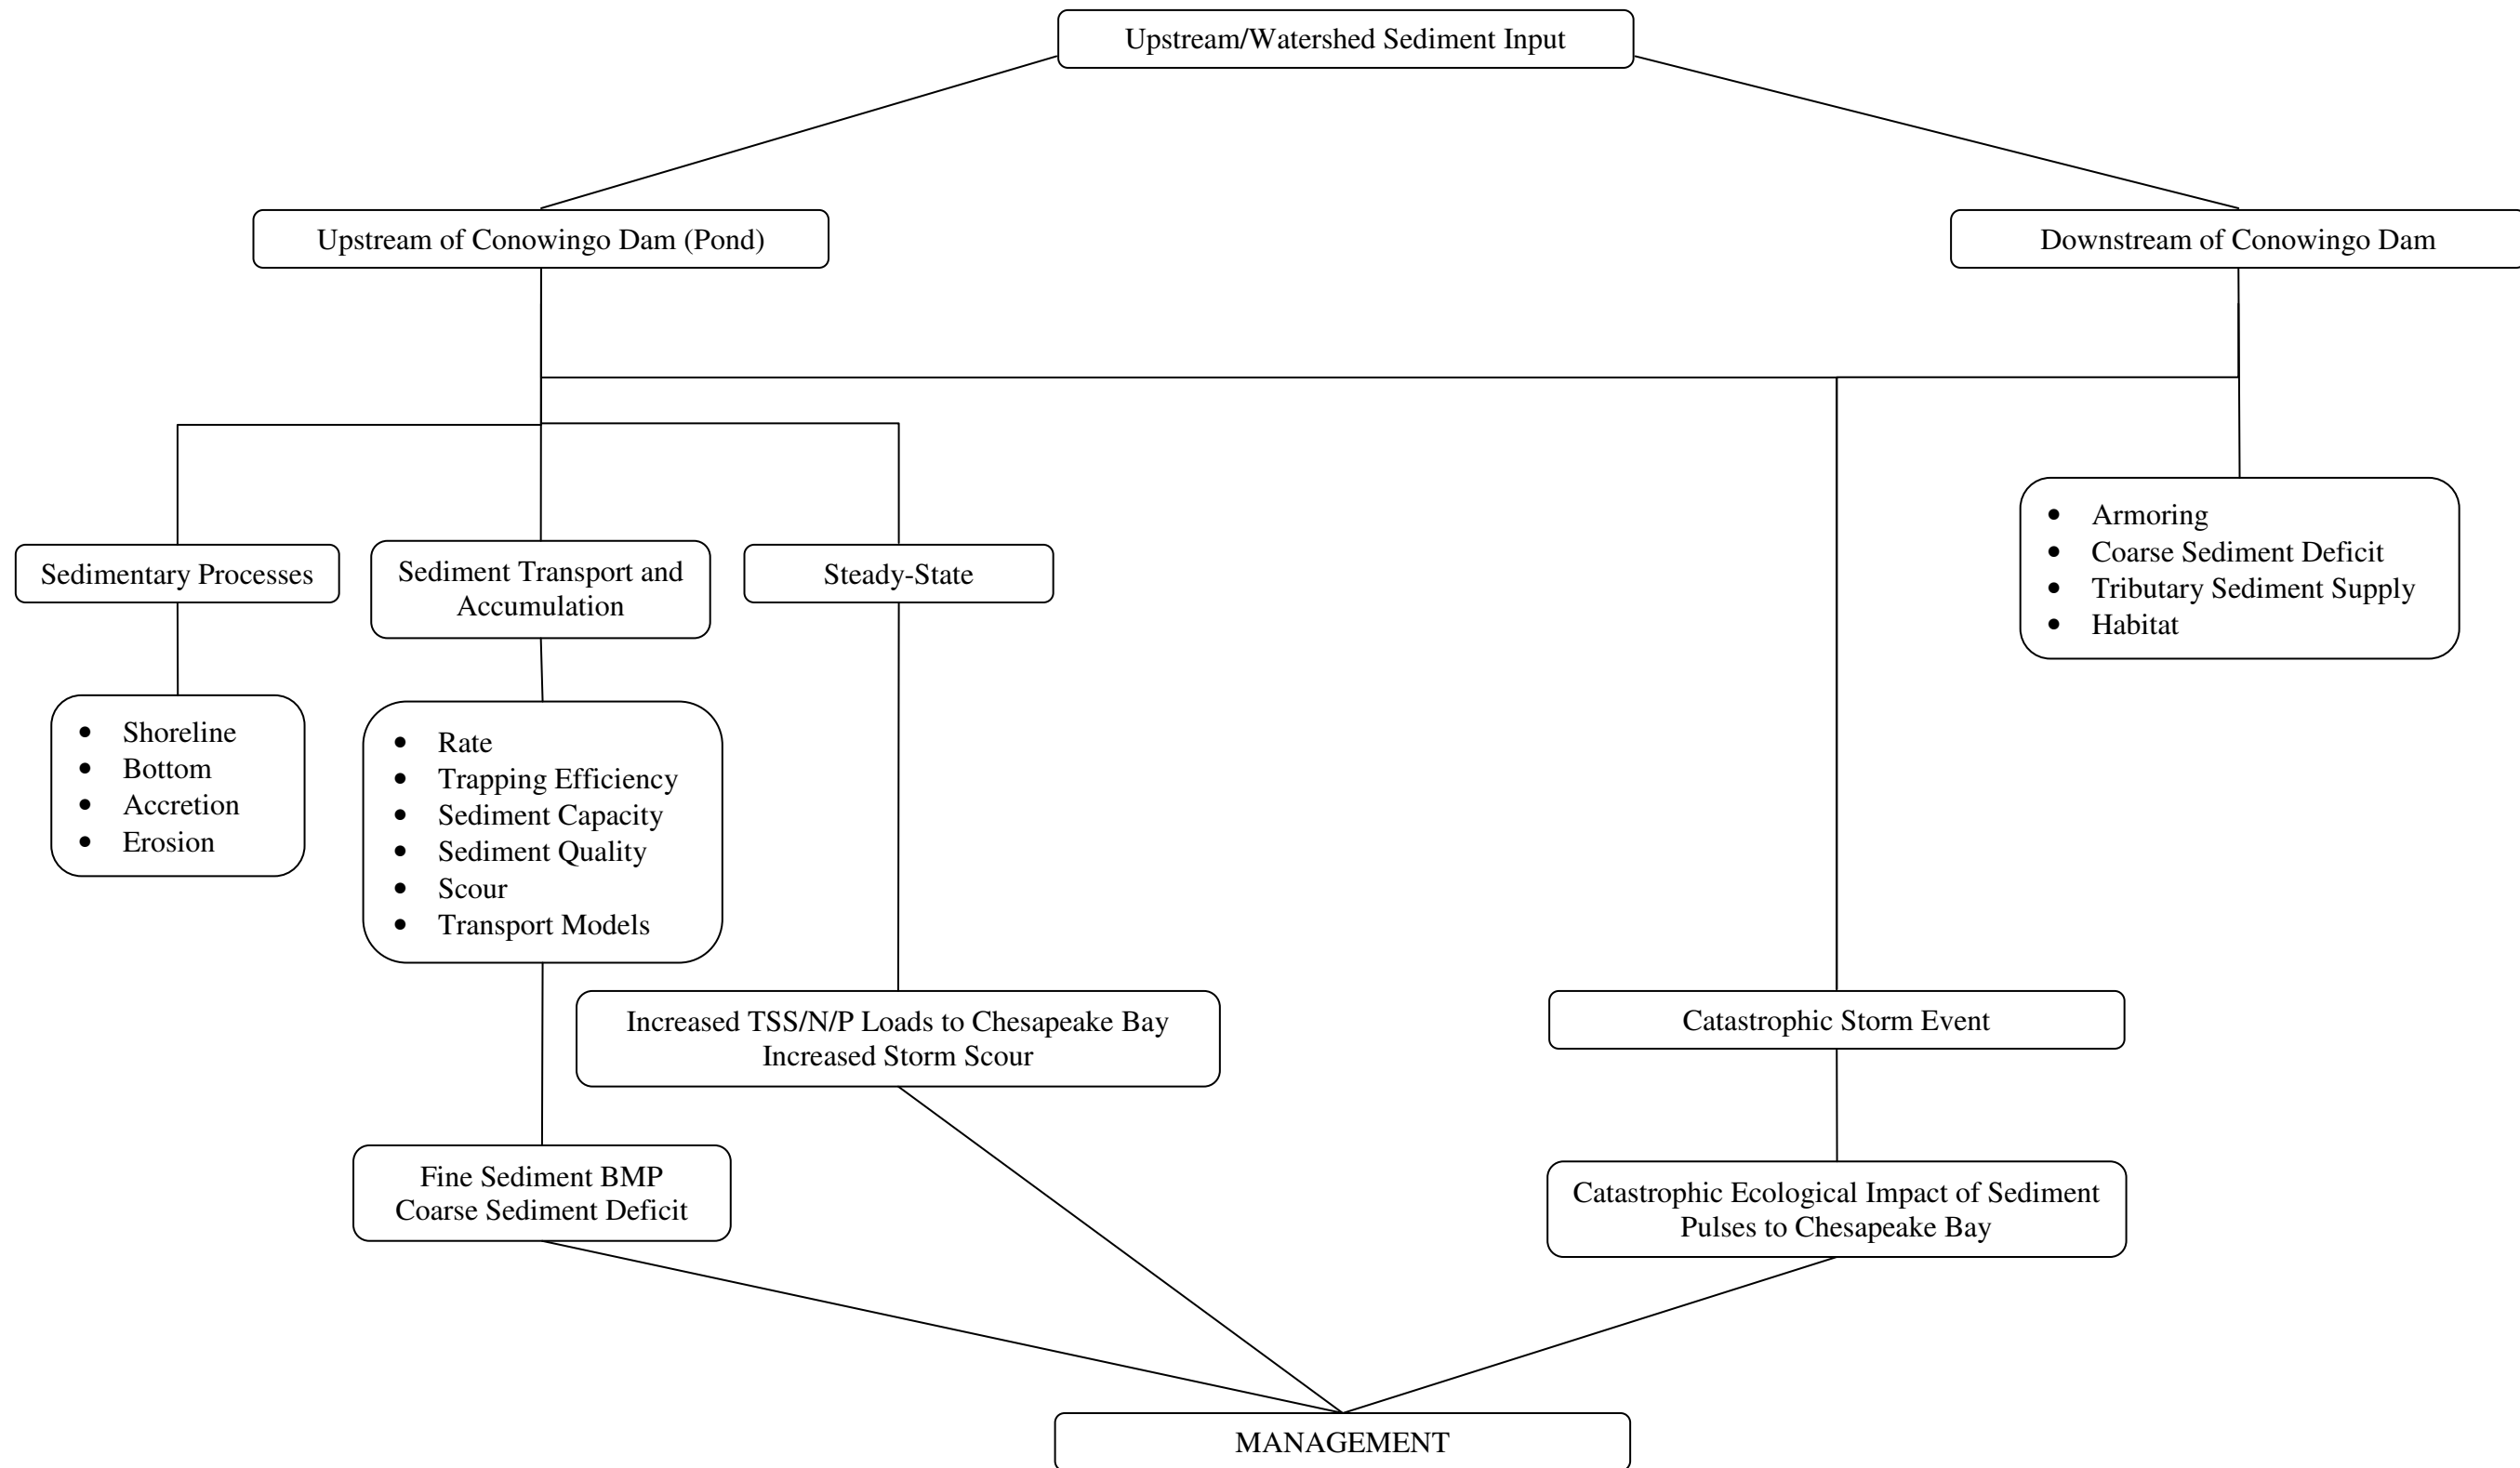 Upstream/Watershed Sediment Input
Upstream of Conowingo Dam (Pond)
Downstream of Conowingo Dam
Sedimentary Processes
Sediment Transport and
Accumulation
Steady-State
• Armoring
• Coarse Sediment Deficit
• Tributary Sediment Supply
• Habitat
• Shoreline
• Bottom
• Accretion
• Erosion
• Rate
• Trapping Efficiency
• Sediment Capacity
• Sediment Quality
• Scour
• Transport Models
Increased TSS/N/P Loads to Chesapeake Bay
Increased Storm Scour
Catastrophic Storm Event
Fine Sediment BMP
Coarse Sediment Deficit
Catastrophic Ecological Impact of Sediment
Pulses to Chesapeake Bay
MANAGEMENT